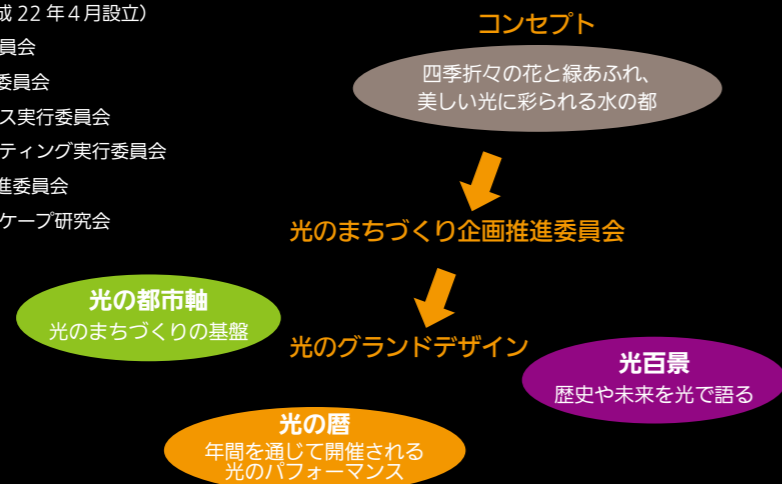 成 22 年４月設立）
員会
委員会
ス実行委員会
ティング実行委員会
進委員会
ケープ研究会
コンセプト
四季折々の花と緑あふれ、
美しい光に彩られる水の都
光のまちづくり企画推進委員会
光のグランドデザイン
光の都市軸
光のまちづくりの基盤
光百景
歴史や未来を光で語る
光の暦
年間を通じて開催される
光のパフォーマンス